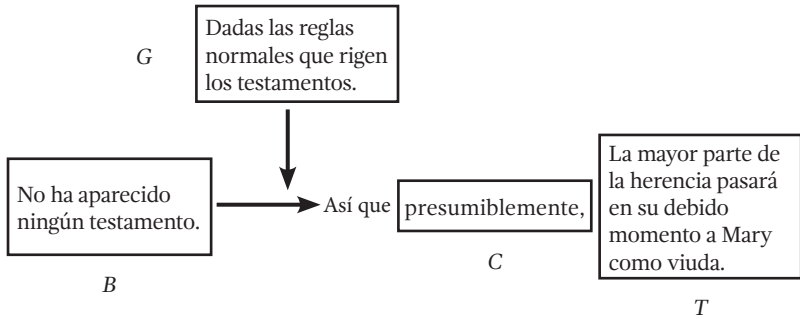 G
Dadas las reglas
normales que rigen
los testamentos.
No ha aparecido
ningún testamento.
B
Así que
presumiblemente,
C
La mayor parte de
la herencia pasará
en su debido
momento a Mary
como viuda.
T